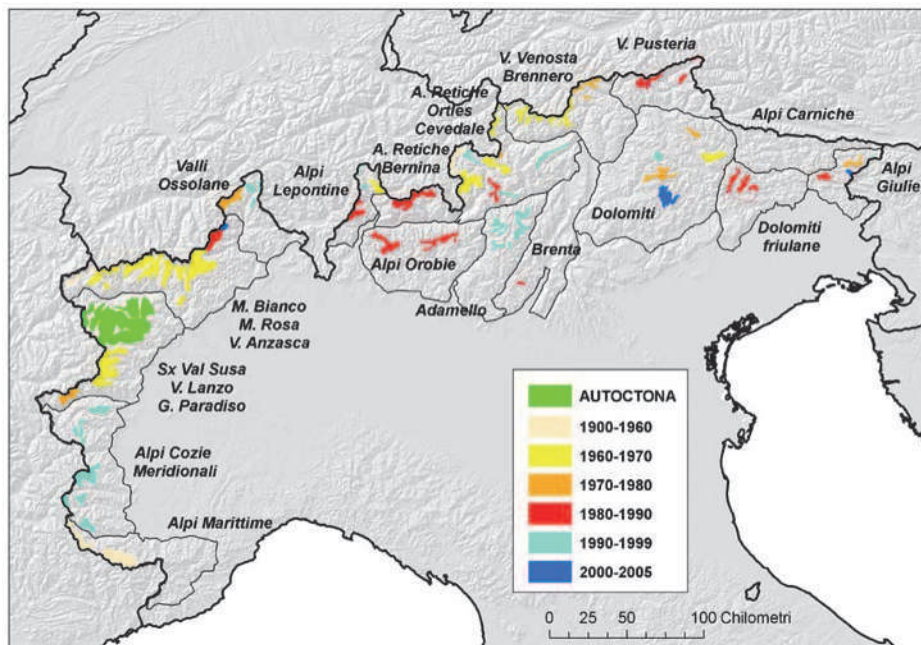 V. Pusteria
V. Venosta
Brennero
A. Retiche
Ortles
Cevedale
Alpi Carniche
A. Retiche
Bernina
Valli
Ossolane
Alpi
Lepontine
Alpi
Giulie
Dolomiti
Dolomiti
friulane
Brenta
Alpi Orobie
Adamello
M. Bianco
M. Rosa
V. Anzasca
Sx Val Susa
V. Lanzo
G. Paradiso
Alpi Cozie
Meridionali
Alpi Marittime
AUTOCTONA
1900-1960
1960-1970
1970-1980
1980-1990
1990-1999
2000-2005
0 25 50 100 Chilometri